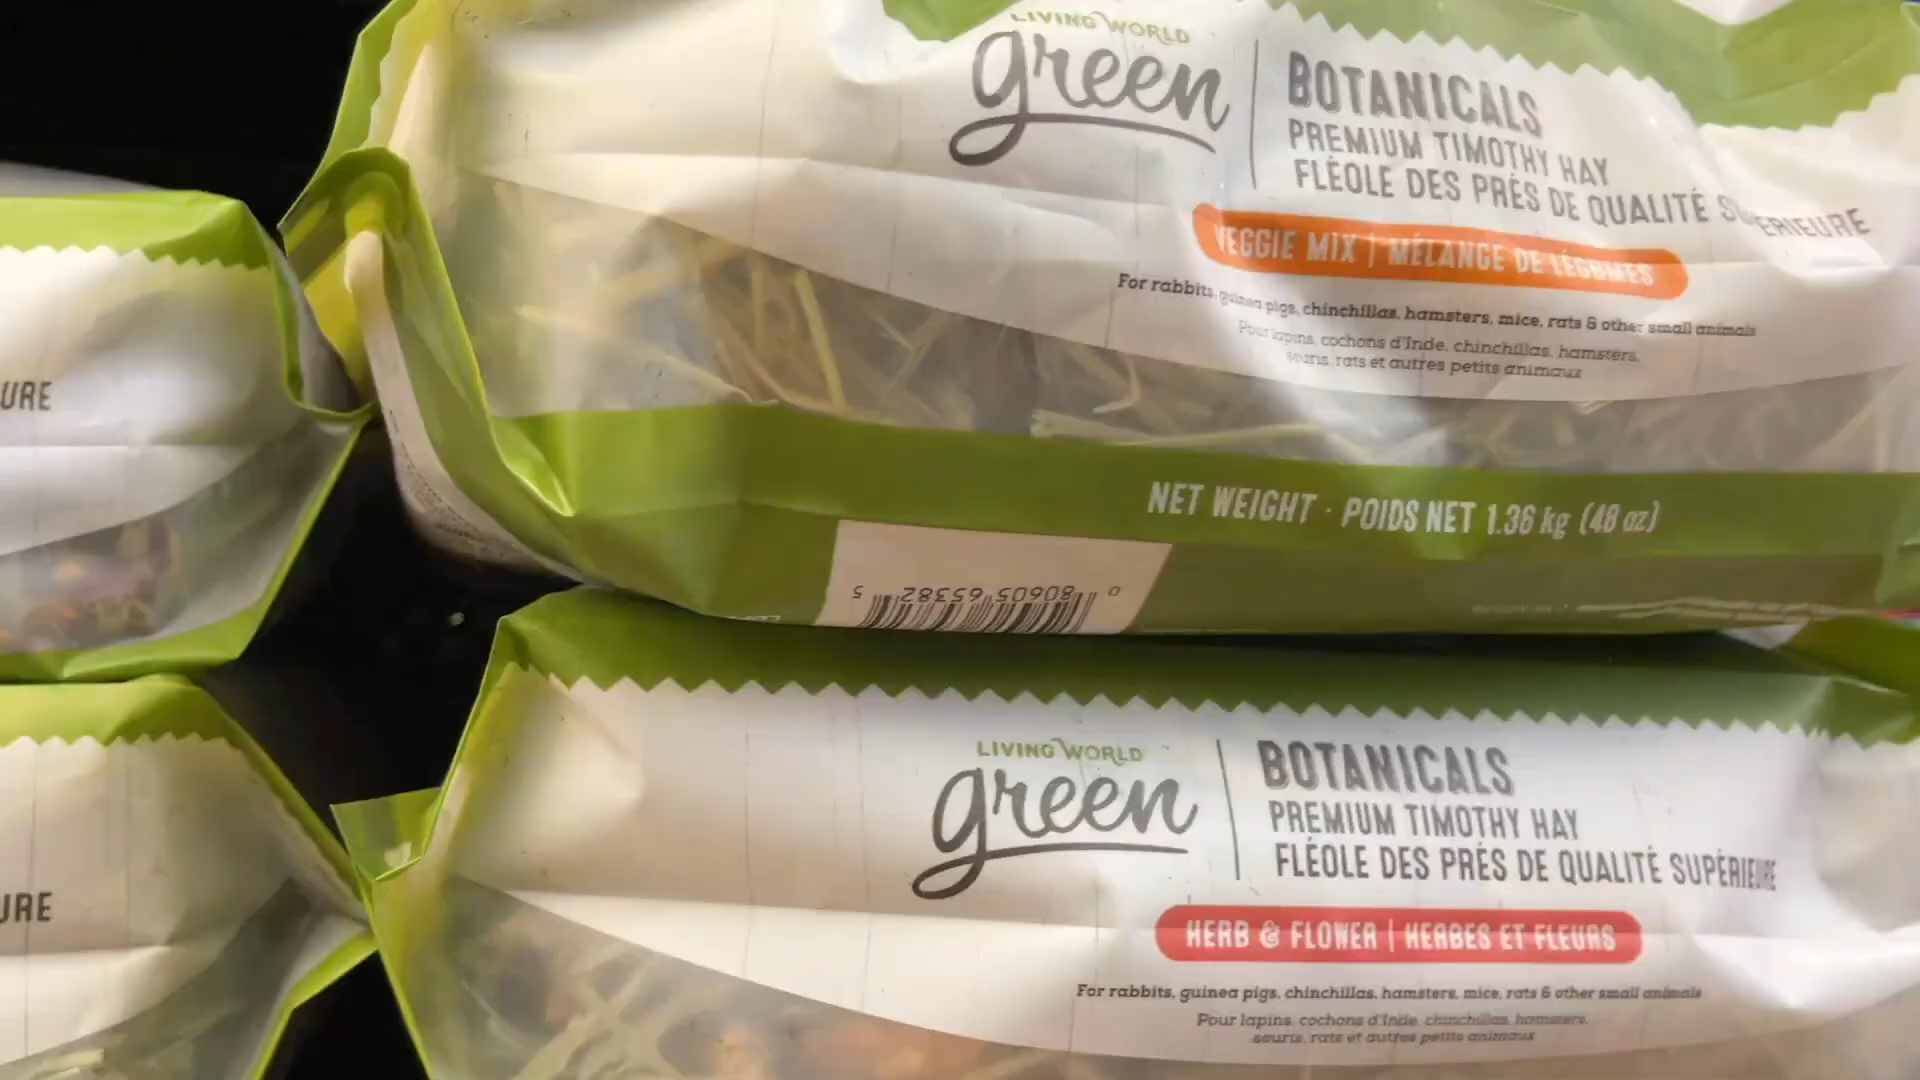 LIVING WORLD
green
BOTANICALS
PREMIUM TIMOTHY HAY
FLÉOLE DES PRÉS DE QUALITÉ SUPÉRIEURE
VEGGIE MIX | MÉLANGE DE LÉGUMES
For rabbits, guinea pigs, chinchillas, hamsters, mice, rats & other small animals
Pour lapins, cochons d'Inde, chinchillas, hamsters,
souris, rats et autres petits animaux
NET WEIGHT · POIDS NET 1.36 kg (48 oz)
0 80605 65382 5
URE
LIVING WORLD
green
BOTANICALS
PREMIUM TIMOTHY HAY
FLÉOLE DES PRÉS DE QUALITÉ SUPÉRIEURE
HERB & FLOWER | HERBES ET FLEURS
For rabbits, guinea pigs, chinchillas, hamsters, mice, rats & other small animals
Pour lapins, cochons d'Inde, chinchillas, hamsters,
souris, rats et autres petits animaux
URE